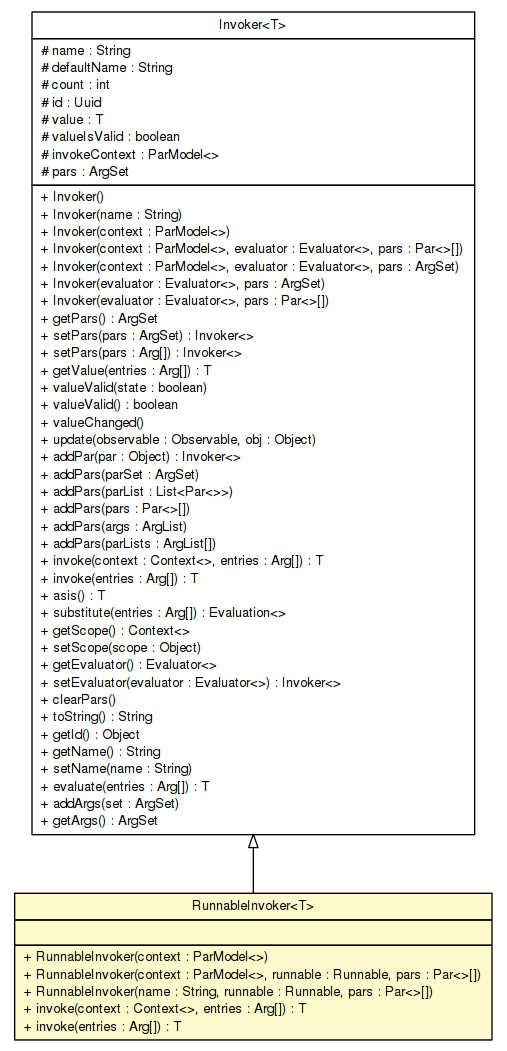 Invoker<T>
# name : String
# defaultName : String
# count : int
# id : Uuid
# value : T
# valueIsValid : boolean
# invokeContext : ParModel<>
# pars : ArgSet
+ Invoker()
+ Invoker(name : String)
+ Invoker(context : ParModel<>)
+ Invoker(context : ParModel<>, evaluator : Evaluator<>, pars : Par<>[])
+ Invoker(context : ParModel<>, evaluator : Evaluator<>, pars : ArgSet)
+ Invoker(evaluator : Evaluator<>, pars : ArgSet)
+ Invoker(evaluator : Evaluator<>, pars : Par<>[])
+ getPars() : ArgSet
+ setPars(pars : ArgSet) : Invoker<>
+ setPars(pars : Arg[]) : Invoker<>
+ getValue(entries : Arg[]) : T
+ valueValid(state : boolean)
+ valueValid() : boolean
+ valueChanged()
+ update(observable : Observable, obj : Object)
+ addPar(par : Object) : Invoker<>
+ addPars(parSet : ArgSet)
+ addPars(parList : List<Par<>>)
+ addPars(pars : Par<>[])
+ addPars(args : ArgList)
+ addPars(parLists : ArgList[])
+ invoke(context : Context<>, entries : Arg[]) : T
+ invoke(entries : Arg[]) : T
+ asis() : T
+ substitute(entries : Arg[]) : Evaluation<>
+ getScope() : Context<>
+ setScope(scope : Object)
+ getEvaluator() : Evaluator<>
+ setEvaluator(evaluator : Evaluator<>) : Invoker<>
+ clearPars()
+ toString() : String
+ getId() : Object
+ getName() : String
+ setName(name : String)
+ evaluate(entries : Arg[]) : T
+ addArgs(set : ArgSet)
+ getArgs() : ArgSet
RunnableInvoker<T>
+ RunnableInvoker(context : ParModel<>)
+ RunnableInvoker(context : ParModel<>, runnable : Runnable, pars : Par<>[])
+ RunnableInvoker(name : String, runnable : Runnable, pars : Par<>[])
+ invoke(context : Context<>, entries : Arg[]) : T
+ invoke(entries : Arg[]) : T